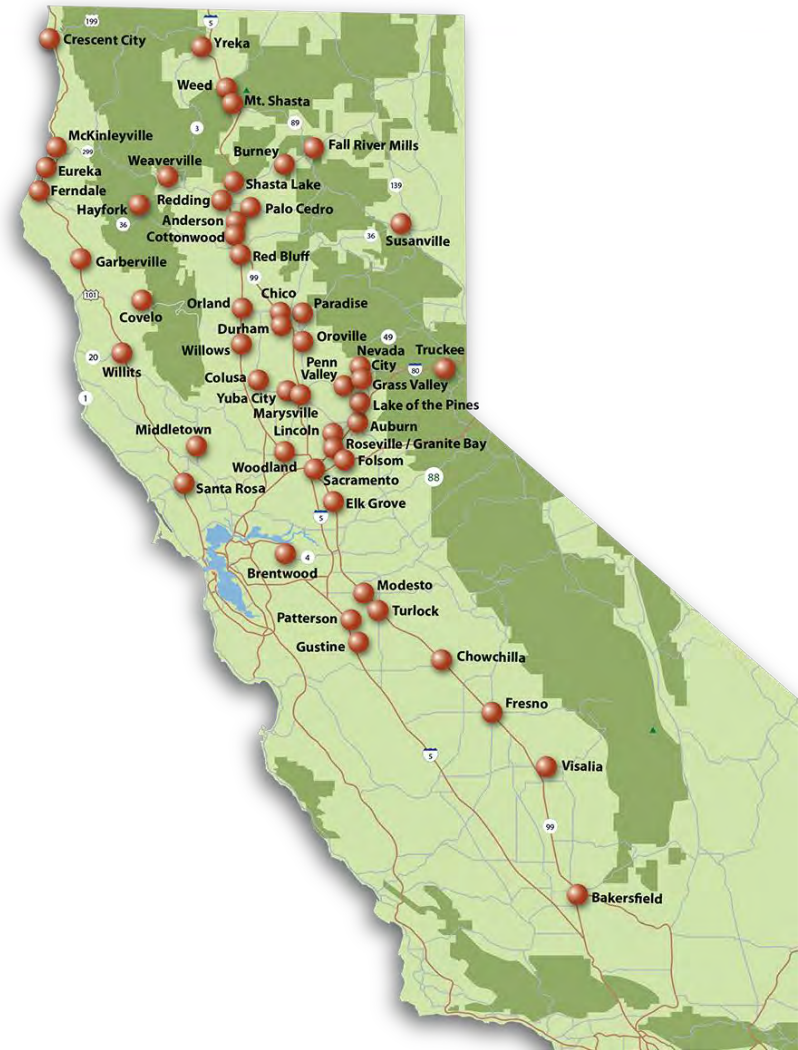 199
5
Crescent City
Yreka
Weed
Mt. Shasta
89
3
McKinleyville
299
Fall River Mills
Burney
Weaverville
Eureka
Shasta Lake
139
Ferndale
Redding
Hayfork
Palo Cedro
Anderson
36
Cottonwood
36
Susanville
Red Bluff
Garberville
99
101
Chico
Orland
Paradise
Covelo
Durham
Oroville
49
Willows
Nevada
City
Truckee
20
Penn
Valley
80
Willits
Colusa
Grass Valley
1
Yuba City
Lake of the Pines
Marysville
Auburn
Middletown
Lincoln
Roseville / Granite Bay
Woodland
Folsom
88
Sacramento
Santa Rosa
Elk Grove
5
4
Brentwood
Modesto
Turlock
Patterson
Gustine
Chowchilla
Fresno
5
Visalia
99
Bakersfield